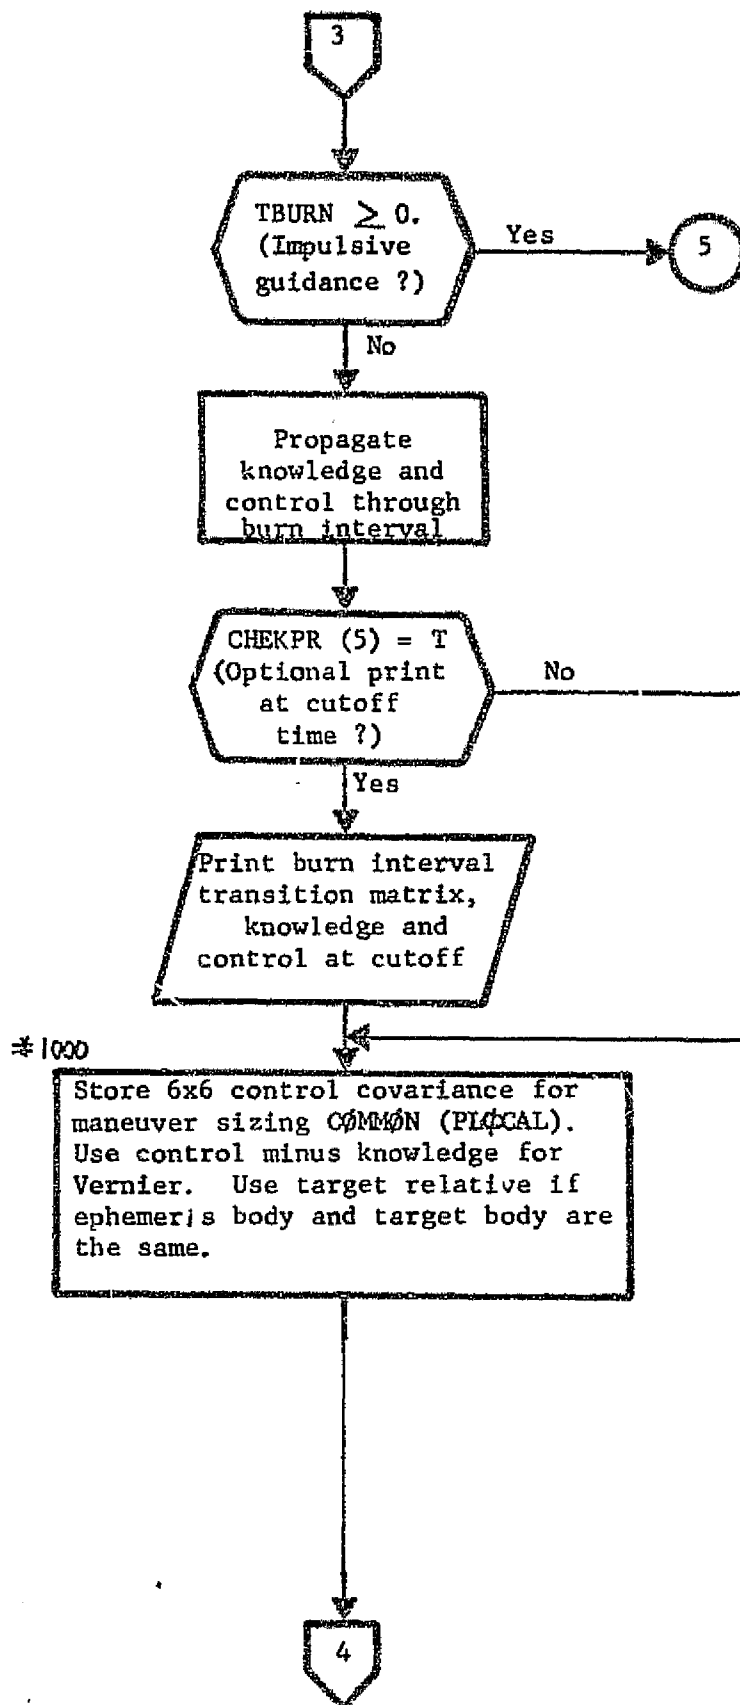 3
TBURN ≥ 0.
(Impulsive
guidance ?)
Yes
5
No
Propagate
knowledge and
control through
burn interval
CHEKPR (5) = T
(Optional print
at cutoff
time ?)
No
Yes
Print burn interval
transition matrix,
knowledge and
control at cutoff
*1000
Store 6x6 control covariance for
maneuver sizing CØMMØN (PLØCAL).
Use control minus knowledge for
Vernier. Use target relative if
ephemeris body and target body are
the same.
4